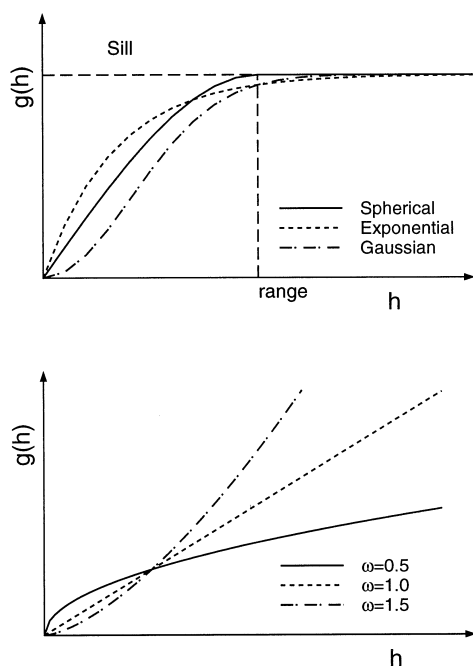 Sill
g(h)
Spherical
Exponential
Gaussian
range
h
g(h)
ω=0.5
ω=1.0
ω=1.5
h